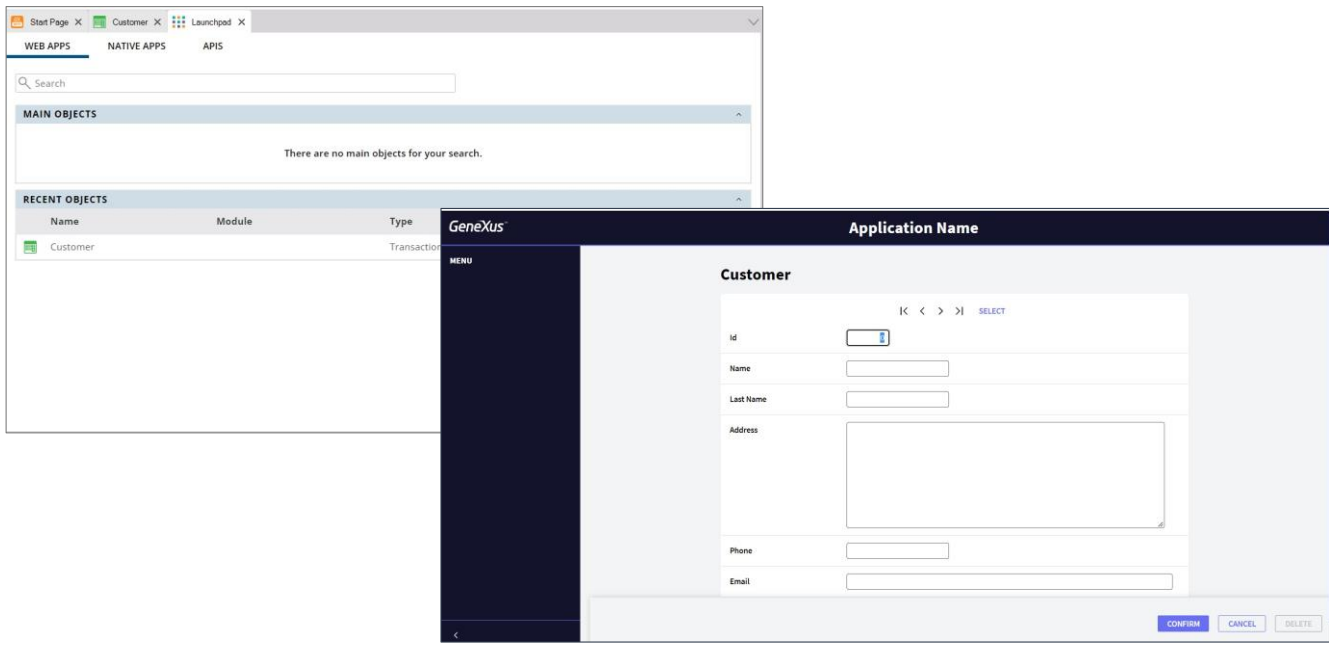 Start Page X Customer X Launchpad X
WEB APPS NATIVE APPS APIS
Search
MAIN OBJECTS
There are no main objects for your search.
RECENT OBJECTS
Name Module Type
Customer Transaction
GeneXus™ Application Name
MENU
Customer
SELECT
Id
Name
Last Name
Address
Phone
Email
CONFIRM CANCEL DELETE